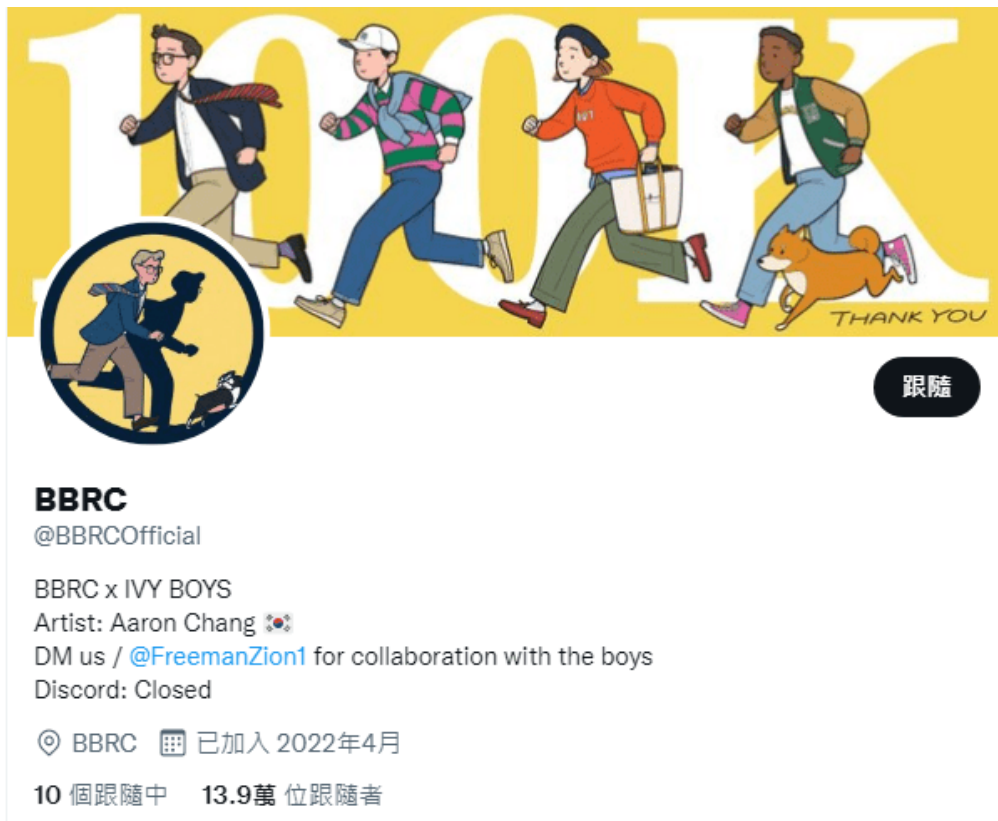 100K
THANK YOU
跟隨
BBRC
@BBRCOfficial
BBRC x IVY BOYS
Artist: Aaron Chang 🇰🇷
DM us / @FreemanZion1 for collaboration with the boys
Discord: Closed
BBRC 已加入 2022年4月
10 個跟隨中 13.9萬 位跟隨者